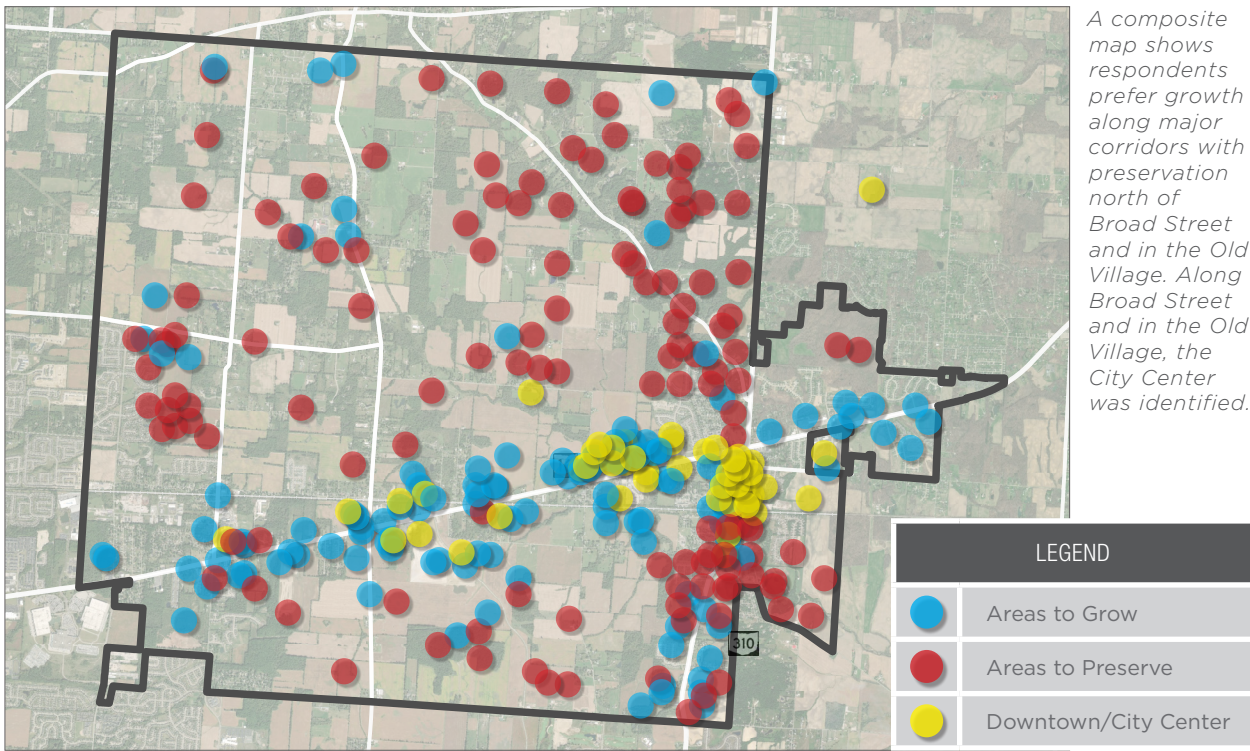 A composite
map shows
respondents
prefer growth
along major
corridors with
preservation
north of
Broad Street
and in the Old
Village. Along
Broad Street
and in the Old
Village, the
City Center
was identified.
310
LEGEND
Areas to Grow
Areas to Preserve
Downtown/City Center